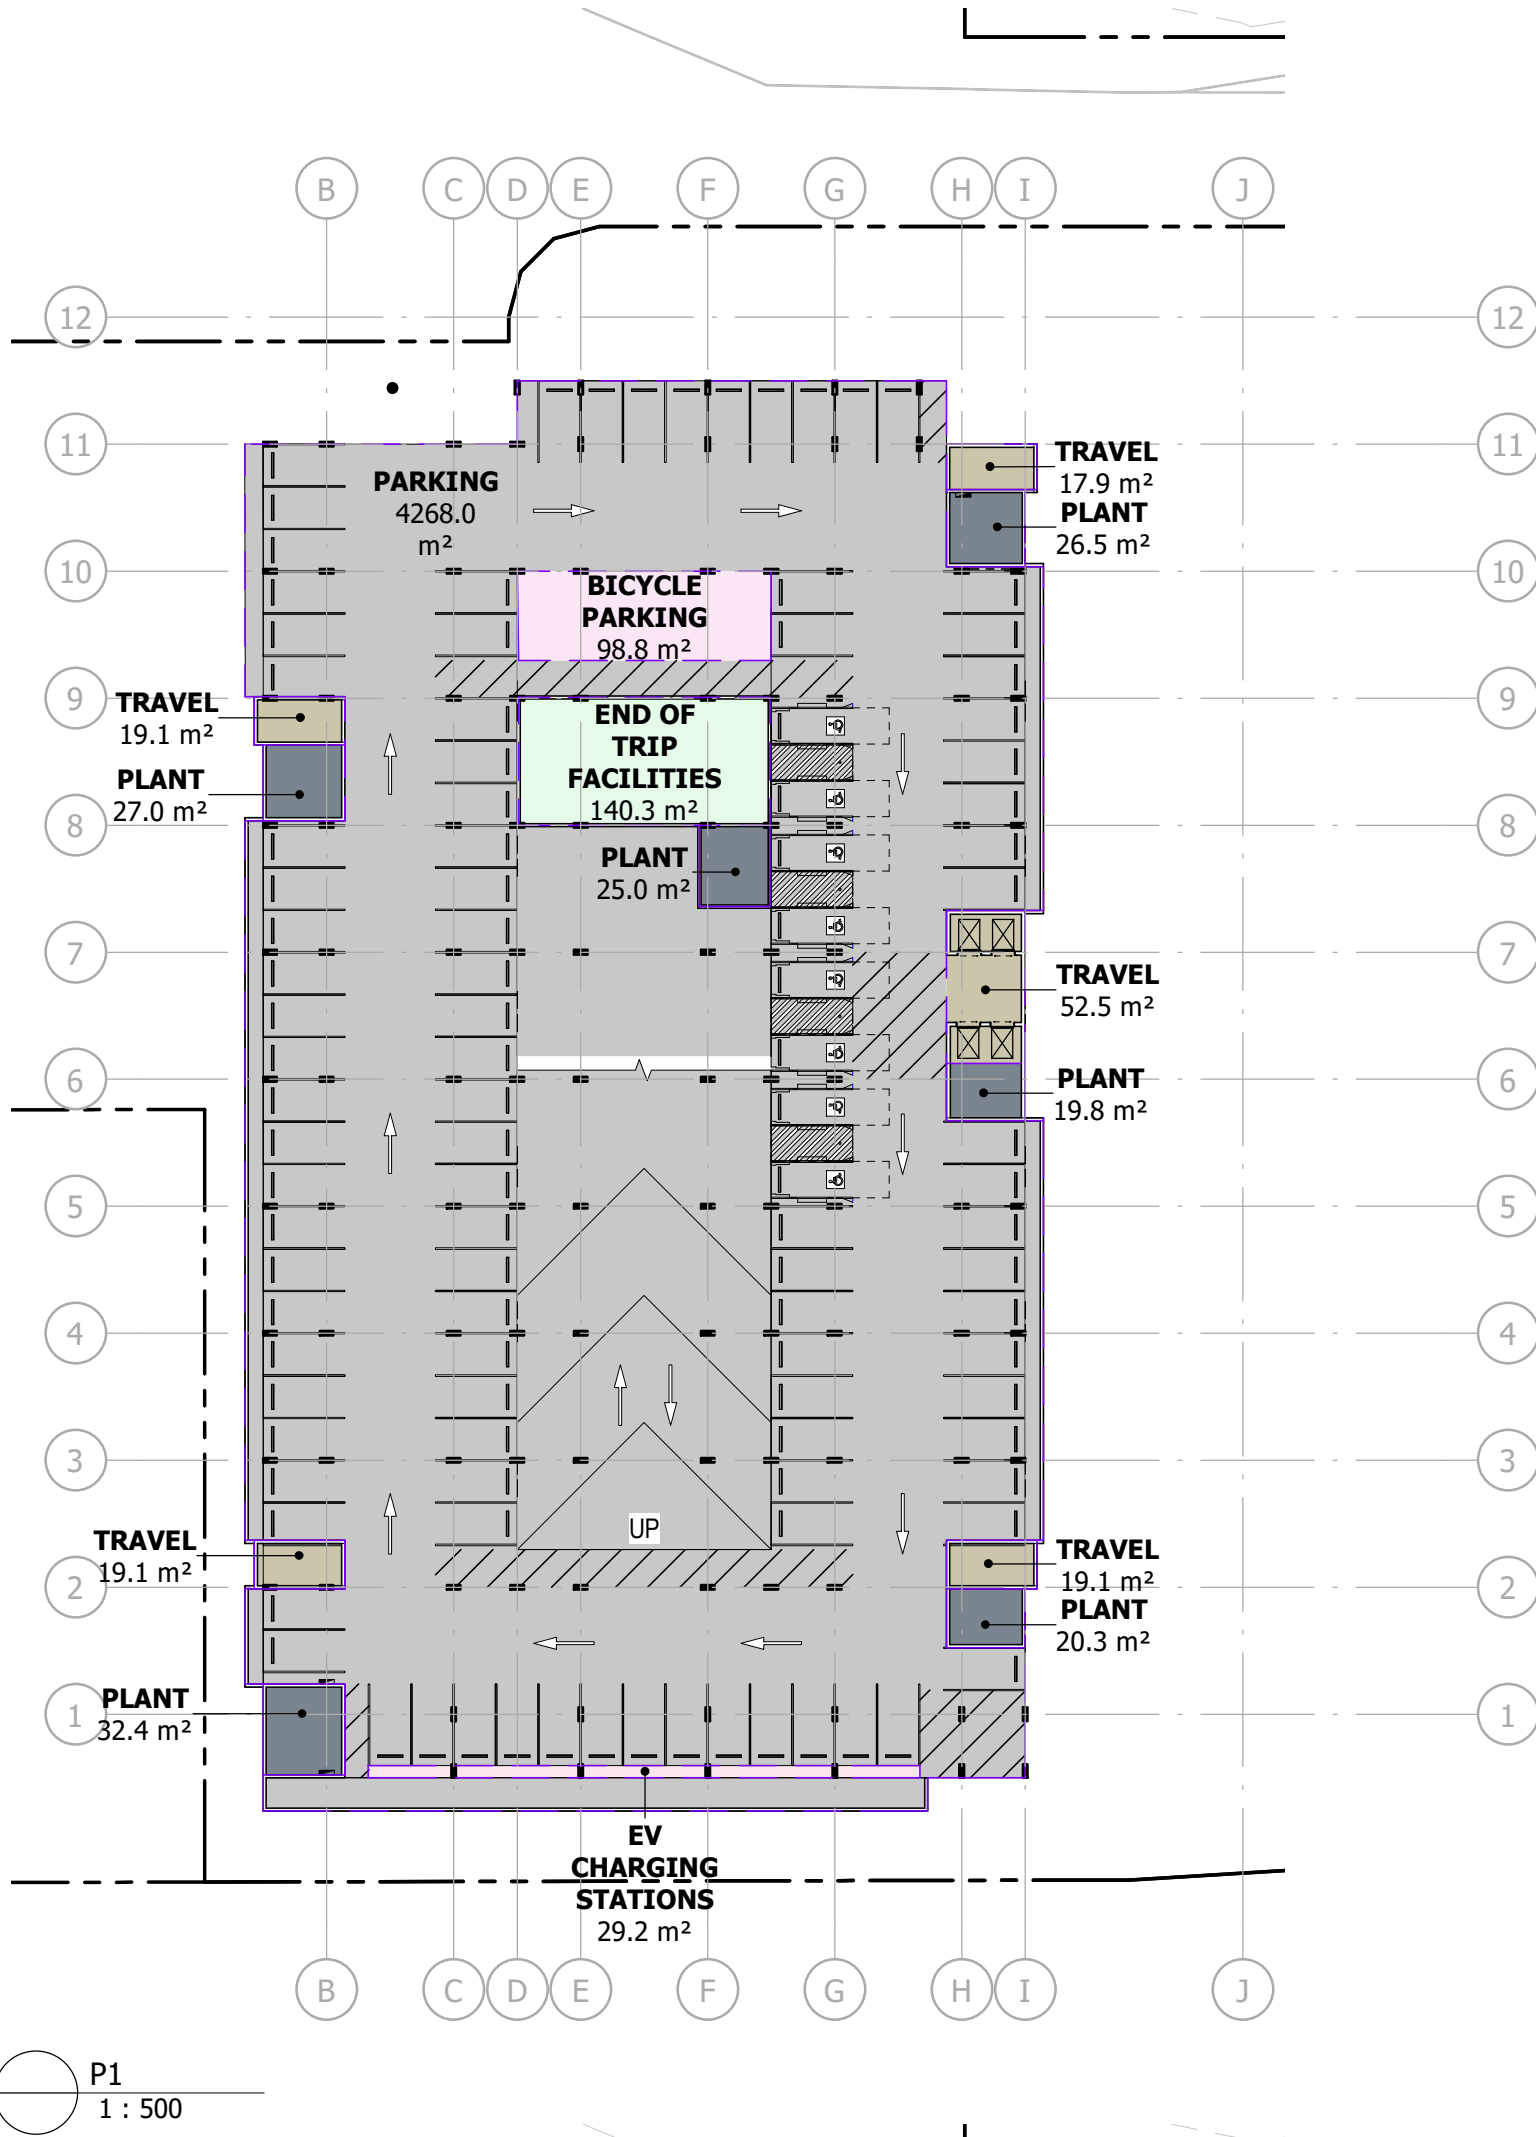 B C D E F G H I J
12 12
11 11
TRAVEL
17.9 m²
PARKING
4268.0
m²
PLANT
26.5 m²
10 10
BICYCLE
PARKING
98.8 m²
9 9
TRAVEL
19.1 m²
END OF
TRIP
FACILITIES
140.3 m²
PLANT
27.0 m²
8 8
PLANT
25.0 m²
7 7
TRAVEL
52.5 m²
6 6
PLANT
19.8 m²
5 5
4 4
3 3
UP
TRAVEL
19.1 m²
TRAVEL
19.1 m²
2 2
PLANT
20.3 m²
PLANT
32.4 m²
1 1
EV
CHARGING
STATIONS
29.2 m²
B C D E F G H I J
P1
1 : 500